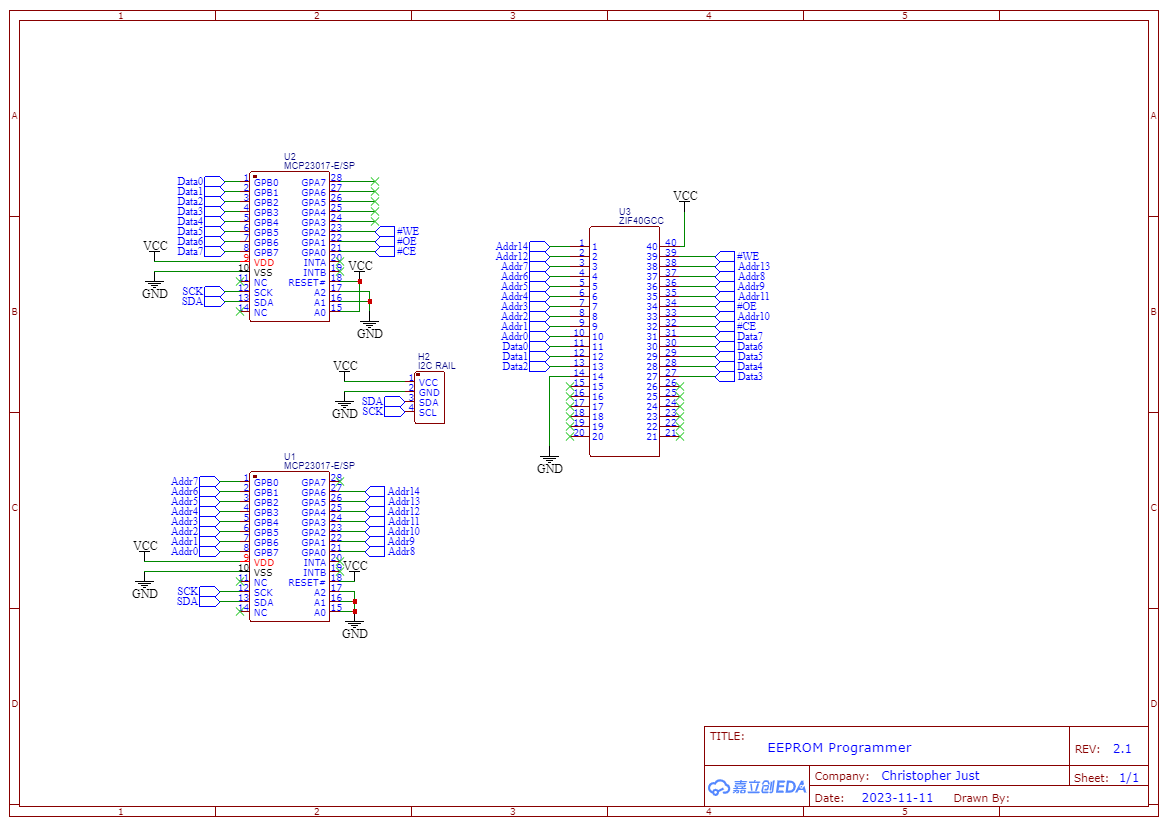 1 2 3 4 5
A A
B B
C C
D D
1 2 3 4 5
U2
MCP23017-E/SP
Data0 1 GPB0 GPA7 28
Data1 2 GPB1 GPA6 27
Data2 3 GPB2 GPA5 26
Data3 4 GPB3 GPA4 25
Data4 5 GPB4 GPA3 24
Data5 6 GPB5 GPA2 23 #WE
Data6 7 GPB6 GPA1 22 #OE
Data7 8 GPB7 GPA0 21 #CE
VCC 9 VDD INTA 20
GND 10 VSS INTB 19
11 NC RESET# 18 VCC
SCK 12 SCK A2 17
SDA 13 SDA A1 16
14 NC A0 15
GND
H2
I2C RAIL
VCC 1 VCC
GND 2 GND
SDA 3 SDA
SCK 4 SCL
U1
MCP23017-E/SP
Addr7 1 GPB0 GPA7 28
Addr6 2 GPB1 GPA6 27 Addr14
Addr5 3 GPB2 GPA5 26 Addr13
Addr4 4 GPB3 GPA4 25 Addr12
Addr3 5 GPB4 GPA3 24 Addr11
Addr2 6 GPB5 GPA2 23 Addr10
Addr1 7 GPB6 GPA1 22 Addr9
Addr0 8 GPB7 GPA0 21 Addr8
VCC 9 VDD INTA 20
GND 10 VSS INTB 19
11 NC RESET# 18 VCC
SCK 12 SCK A2 17
SDA 13 SDA A1 16
14 NC A0 15
GND
VCC
U3
ZIF40GCC
Addr14 1 1 40 40
Addr12 2 2 39 39 #WE
Addr7 3 3 38 38 Addr13
Addr6 4 4 37 37 Addr8
Addr5 5 5 36 36 Addr9
Addr4 6 6 35 35 Addr11
Addr3 7 7 34 34 #OE
Addr2 8 8 33 33 Addr10
Addr1 9 9 32 32 #CE
Addr0 10 10 31 31 Data7
Data0 11 11 30 30 Data6
Data1 12 12 29 29 Data5
Data2 13 13 28 28 Data4
14 14 27 27 Data3
15 15 26 26
16 16 25 25
17 17 24 24
18 18 23 23
19 19 22 22
20 20 21 21
GND
TITLE:
EEPROM Programmer
REV: 2.1
嘉立创EDA
Company: Christopher Just
Sheet: 1/1
Date: 2023-11-11 Drawn By: